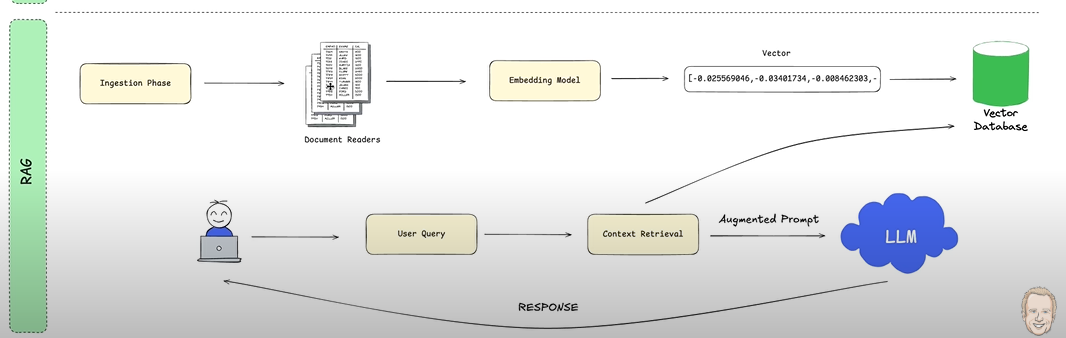 RAG
Ingestion Phase
Document Readers
Embedding Model
Vector
[-0.025569046,-0.03401734,-0.008462303,-
Vector
Database
User Query
Context Retrieval
Augmented Prompt
LLM
RESPONSE